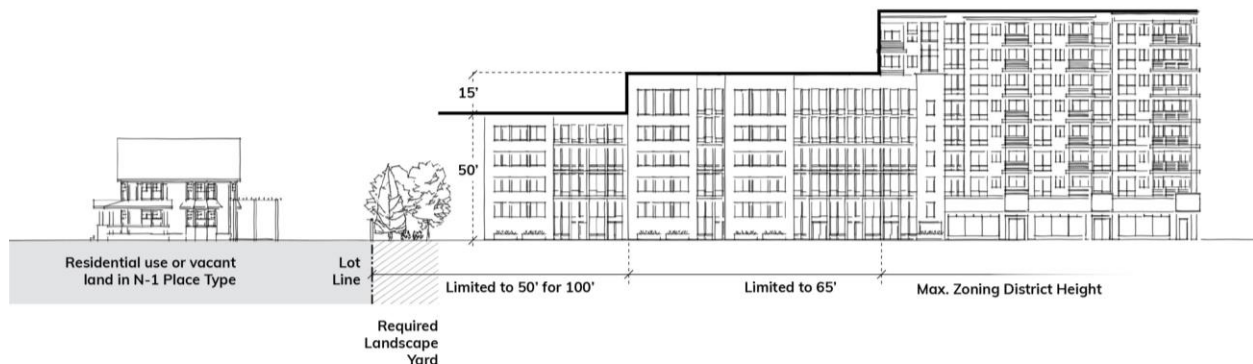 15’
50’
Residential use or vacant
land in N-1 Place Type
Lot
Line
Limited to 50’ for 100’
Limited to 65’
Max. Zoning District Height
Required
Landscape
Yard